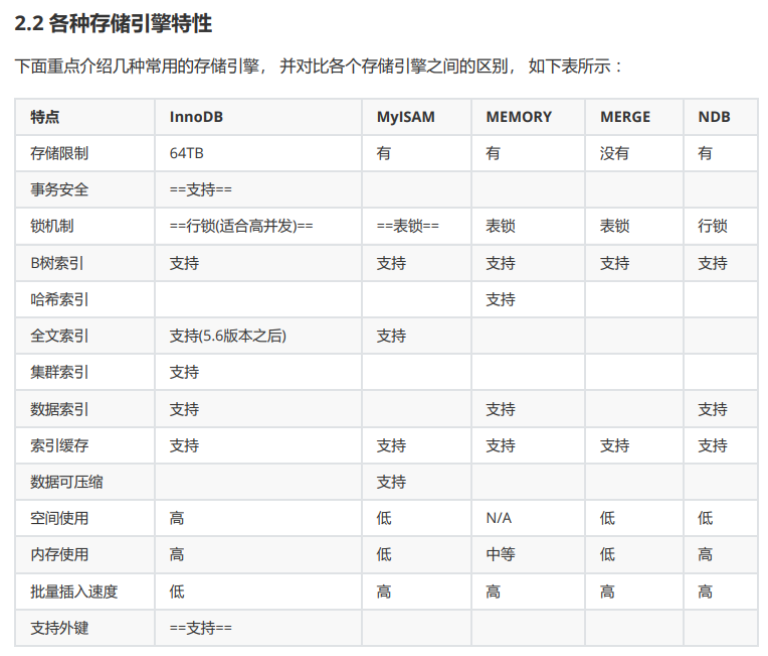 2.2 各种存储引擎特性
下面重点介绍几种常用的存储引擎， 并对比各个存储引擎之间的区别， 如下表所示 ：
特点 InnoDB MyISAM MEMORY MERGE NDB
存储限制 64TB 有 有 没有 有
事务安全 ==支持==
锁机制 ==行锁(适合高并发)== ==表锁== 表锁 表锁 行锁
B树索引 支持 支持 支持 支持 支持
哈希索引 支持
全文索引 支持(5.6版本之后) 支持
集群索引 支持
数据索引 支持 支持 支持
索引缓存 支持 支持 支持 支持 支持
数据可压缩 支持
空间使用 高 低 N/A 低 低
内存使用 高 低 中等 低 高
批量插入速度 低 高 高 高 高
支持外键 ==支持==